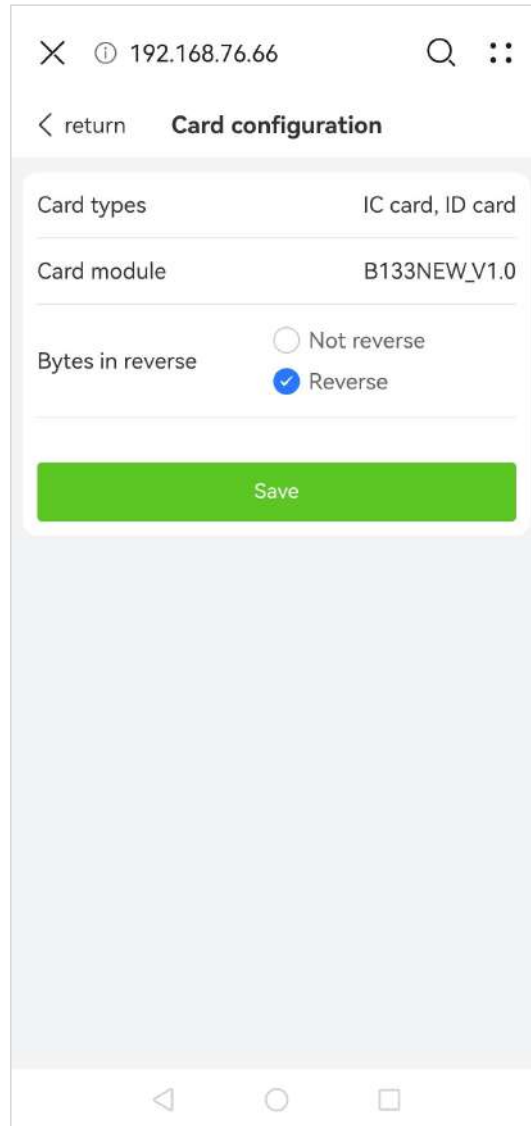 192.168.76.66
return Card configuration
Card types IC card, ID card
Card module B133NEW_V1.0
Not reverse
Bytes in reverse
Reverse
Save